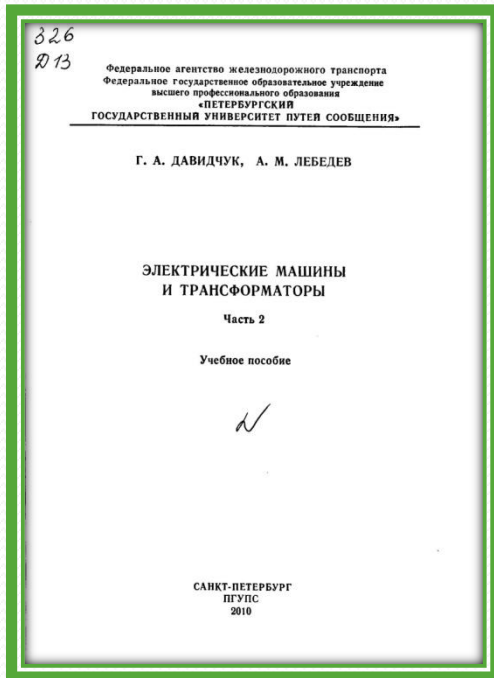 326
Д13
Федеральное агентство железнодорожного транспорта
Федеральное государственное образовательное учреждение
высшего профессионального образования
«ПЕТЕРБУРГСКИЙ
ГОСУДАРСТВЕННЫЙ УНИВЕРСИТЕТ ПУТЕЙ СООБЩЕНИЯ»
Г. А. ДАВИДЧУК, А. М. ЛЕБЕДЕВ
ЭЛЕКТРИЧЕСКИЕ МАШИНЫ
И ТРАНСФОРМАТОРЫ
Часть 2
Учебное пособие
САНКТ-ПЕТЕРБУРГ
ПГУПС
2010